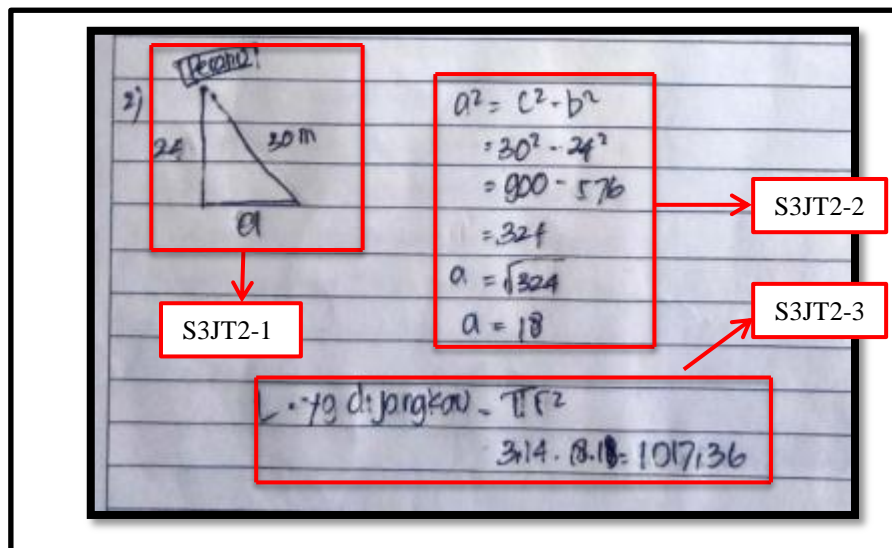 2)
24
30 m
a
a² = c² - b²
= 30² - 24²
= 900 - 576
= 324
a = √324
a = 18
S3JT2-1
S3JT2-2
S3JT2-3
L . yg dijangkau = πr²
3,14 . 18.18 = 1017,36